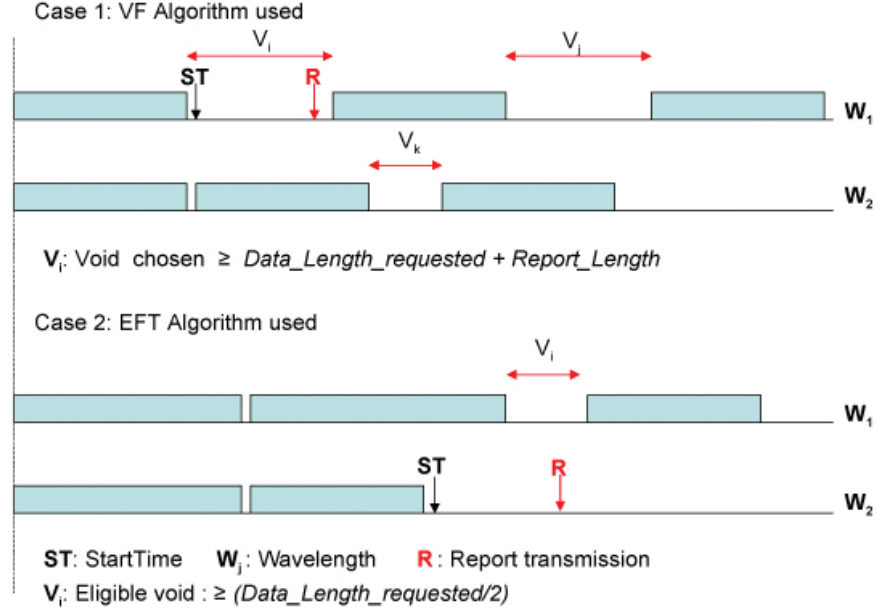 Case 1: VF Algorithm used
Vi Vj
ST R
W1
Vk
W2
Vi: Void chosen ≥ Data_Length_requested + Report_Length
Case 2: EFT Algorithm used
Vi
W1
ST R
W2
ST: StartTime Wj: Wavelength R: Report transmission
Vi: Eligible void : ≥ (Data_Length_requested/2)